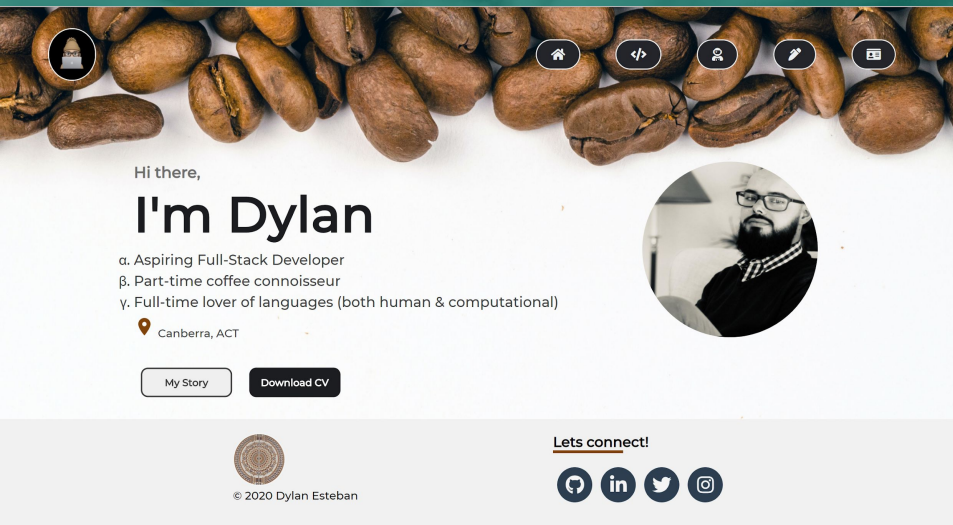 Hi there,
I'm Dylan
α. Aspiring Full-Stack Developer
β. Part-time coffee connoisseur
γ. Full-time lover of languages (both human & computational)
Canberra, ACT
My Story
Download CV
Lets connect!
in
© 2020 Dylan Esteban